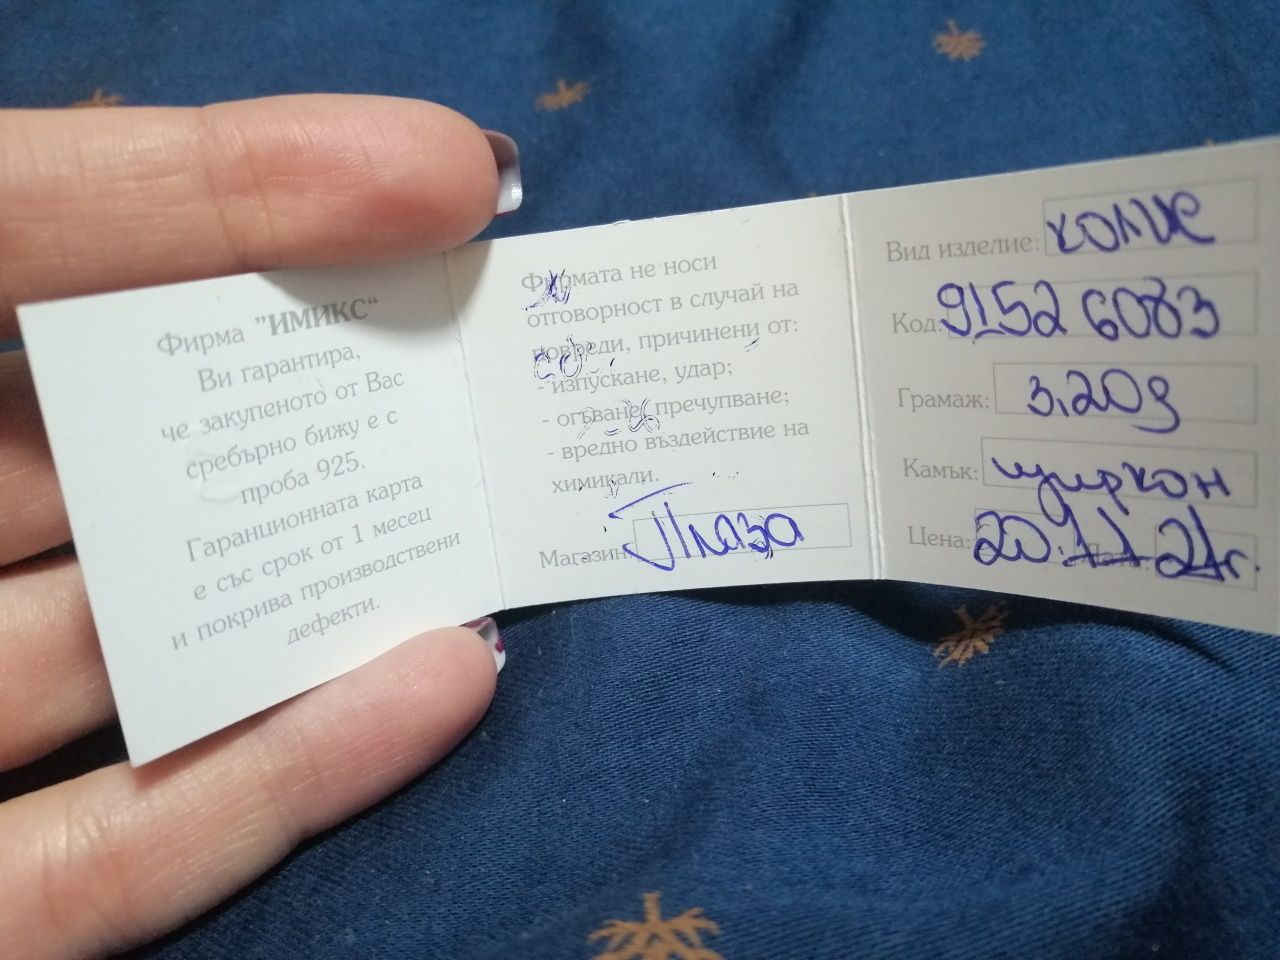 Фирма "ИМИКС"
Ви гарантира,
че закупеното от Вас
сребърно бижу е с
проба 925.
Гаранционната карта
е със срок от 1 месец
и покрива производствени
дефекти.
Фирмата не носи
отговорност в случай на
повреди, причинени от:
- изпускане, удар;
- огъване, пречупване;
- вредно въздействие на
химикали.
Магазин: Плаза
Вид изделие: колие
Код: 9152 6083
Грамаж: 3,20g
Камък: циркон
Цена: 20.11.21г.